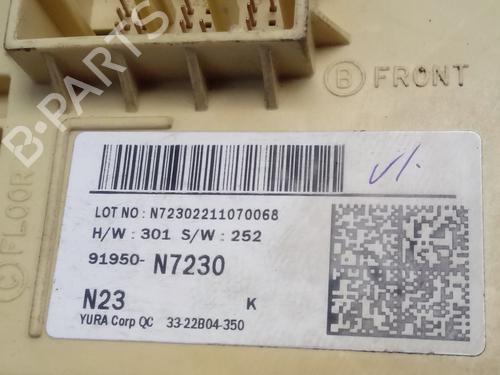 B FRONT
C FLOOR
B-PARTS
LOT NO : N72302211070068
H/W : 301 S/W : 252
91950- N7230
N23 K
YURA Corp QC 33-22B04-350